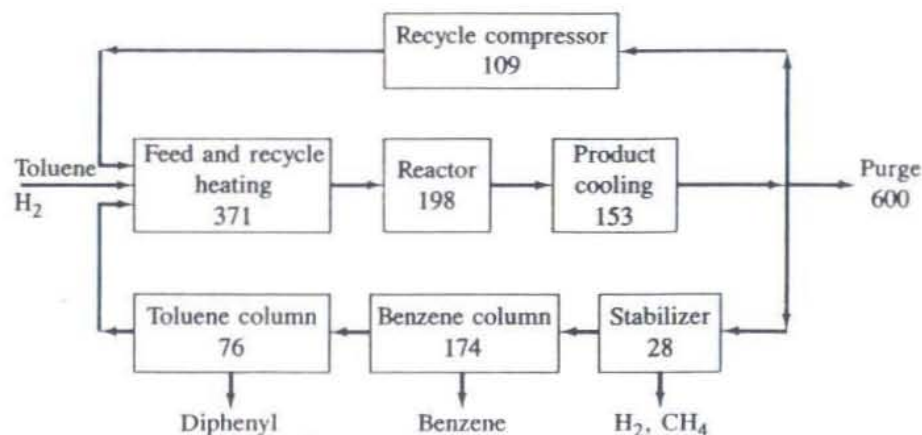 Recycle compressor
109
Toluene
H₂
Feed and recycle
heating
371
Reactor
198
Product
cooling
153
Purge
600
Toluene column
76
Benzene column
174
Stabilizer
28
Diphenyl
Benzene
H₂, CH₄